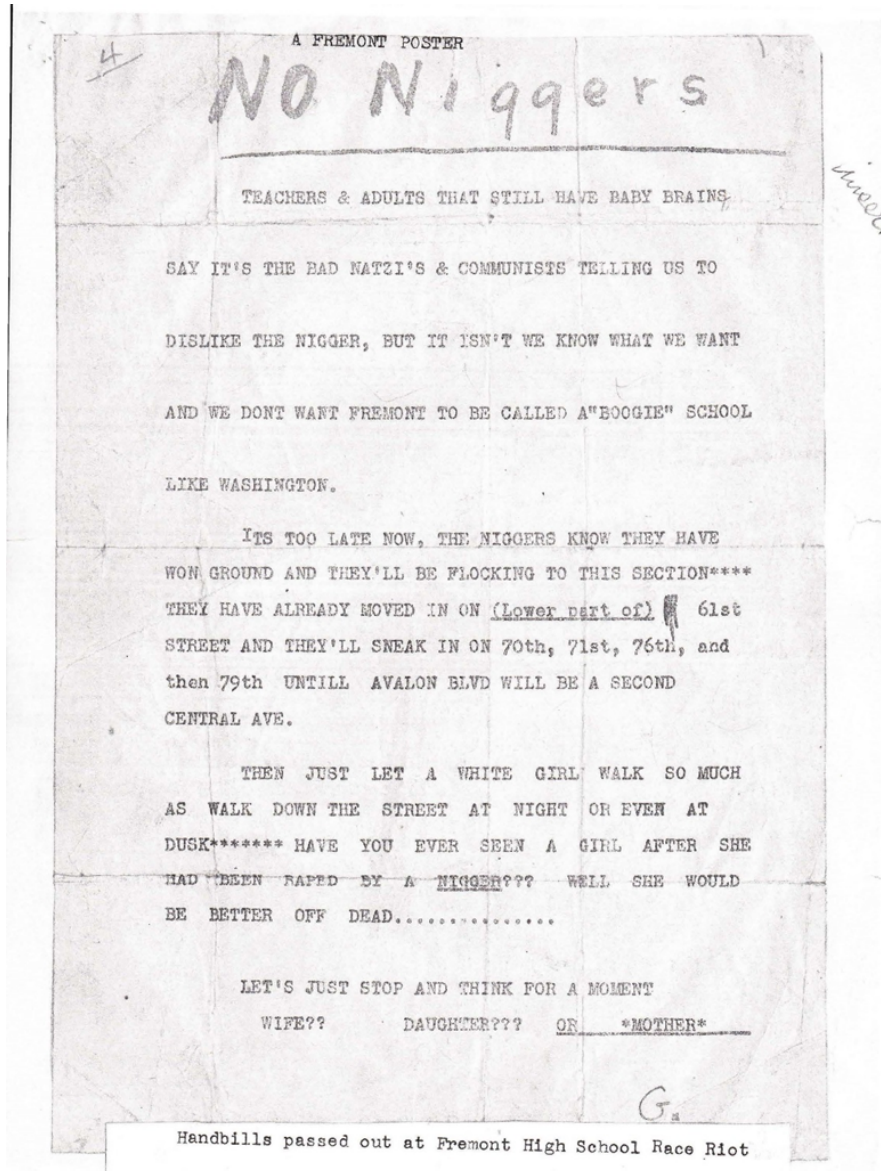 A FREMONT POSTER
4
NO Niggers
TEACHERS & ADULTS THAT STILL HAVE BABY BRAINS,
SAY IT'S THE BAD NATZI'S & COMMUNISTS TELLING US TO
DISLIKE THE NIGGER, BUT IT ISN'T WE KNOW WHAT WE WANT
AND WE DONT WANT FREMONT TO BE CALLED A"BOOGIE" SCHOOL
LIKE WASHINGTON.
ITS TOO LATE NOW, THE NIGGERS KNOW THEY HAVE
WON GROUND AND THEY'LL BE FLOCKING TO THIS SECTION****
THEY HAVE ALREADY MOVED IN ON (Lower part of) 61st
STREET AND THEY'LL SNEAK IN ON 70th, 71st, 76th, and
then 79th UNTILL AVALON BLVD WILL BE A SECOND
CENTRAL AVE.
THEN JUST LET A WHITE GIRL WALK SO MUCH
AS WALK DOWN THE STREET AT NIGHT OR EVEN AT
DUSK******* HAVE YOU EVER SEEN A GIRL AFTER SHE
HAD BEEN RAPED BY A NIGGER??? WELL SHE WOULD
BE BETTER OFF DEAD...............
LET'S JUST STOP AND THINK FOR A MOMENT
WIFE?? DAUGHTER??? OR *MOTHER*
G.
Handbills passed out at Fremont High School Race Riot